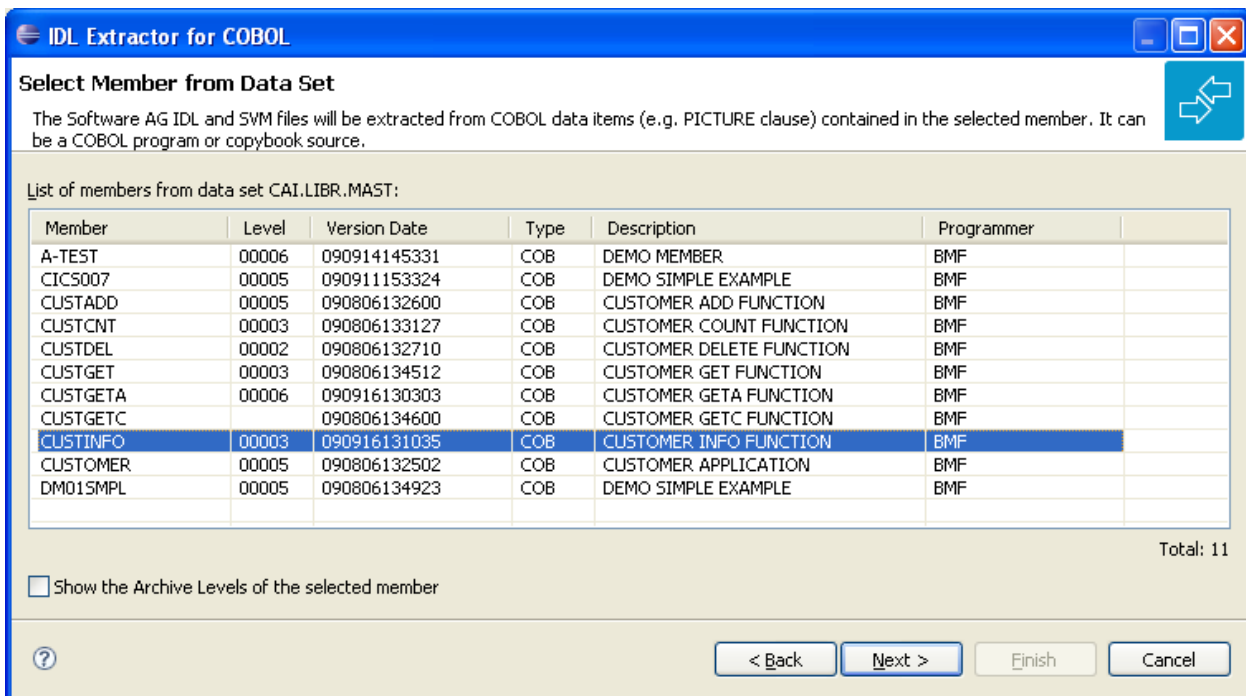 IDL Extractor for COBOL
Select Member from Data Set
The Software AG IDL and SVM files will be extracted from COBOL data items (e.g. PICTURE clause) contained in the selected member. It can
be a COBOL program or copybook source.
List of members from data set CAI.LIBR.MAST:
Member Level Version Date Type Description Programmer
A-TEST 00006 090914145331 COB DEMO MEMBER BMF
CICS007 00005 090911153324 COB DEMO SIMPLE EXAMPLE BMF
CUSTADD 00005 090806132600 COB CUSTOMER ADD FUNCTION BMF
CUSTCNT 00003 090806133127 COB CUSTOMER COUNT FUNCTION BMF
CUSTDEL 00002 090806132710 COB CUSTOMER DELETE FUNCTION BMF
CUSTGET 00003 090806134512 COB CUSTOMER GET FUNCTION BMF
CUSTGETA 00006 090916130303 COB CUSTOMER GETA FUNCTION BMF
CUSTGETC 090806134600 COB CUSTOMER GETC FUNCTION BMF
CUSTINFO 00003 090916131035 COB CUSTOMER INFO FUNCTION BMF
CUSTOMER 00005 090806132502 COB CUSTOMER APPLICATION BMF
DM01SMPL 00005 090806134923 COB DEMO SIMPLE EXAMPLE BMF
Total: 11
Show the Archive Levels of the selected member
? < Back Next > Finish Cancel